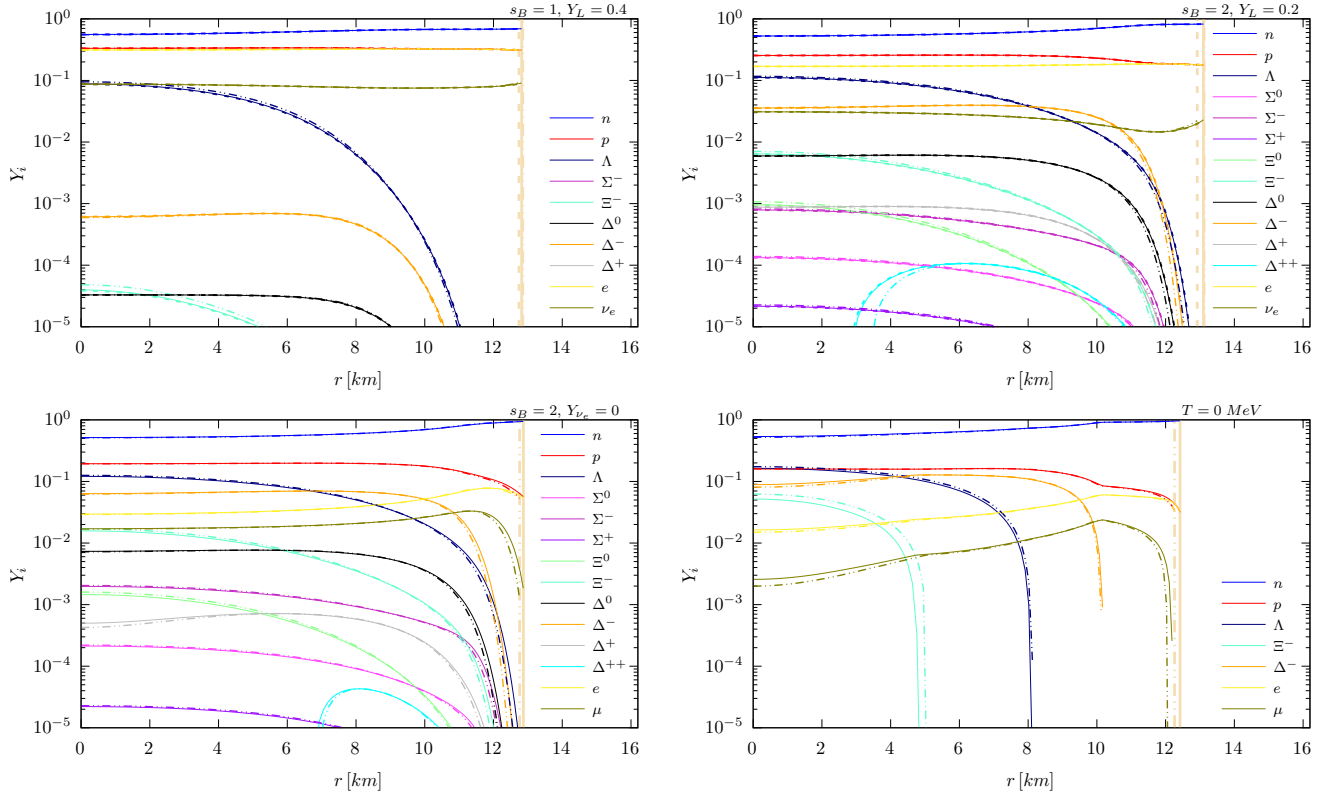 s_B = 1, Y_L = 0.4
10^0
10^{-1}
10^{-2}
10^{-3}
10^{-4}
10^{-5}
Y_i
n
p
Λ
Σ^-
Ξ^-
Δ^0
Δ^-
Δ^+
e
ν_e
0 2 4 6 8 10 12 14 16
r [km]
s_B = 2, Y_L = 0.2
10^0
10^{-1}
10^{-2}
10^{-3}
10^{-4}
10^{-5}
Y_i
n
p
Λ
Σ^0
Σ^-
Σ^+
Ξ^0
Ξ^-
Δ^0
Δ^-
Δ^+
Δ^{++}
e
ν_e
0 2 4 6 8 10 12 14 16
r [km]
s_B = 2, Y_{ν_e} = 0
10^0
10^{-1}
10^{-2}
10^{-3}
10^{-4}
10^{-5}
Y_i
n
p
Λ
Σ^0
Σ^-
Σ^+
Ξ^0
Ξ^-
Δ^0
Δ^-
Δ^+
Δ^{++}
e
μ
0 2 4 6 8 10 12 14 16
r [km]
T = 0 MeV
10^0
10^{-1}
10^{-2}
10^{-3}
10^{-4}
10^{-5}
Y_i
n
p
Λ
Ξ^-
Δ^-
e
μ
0 2 4 6 8 10 12 14 16
r [km]